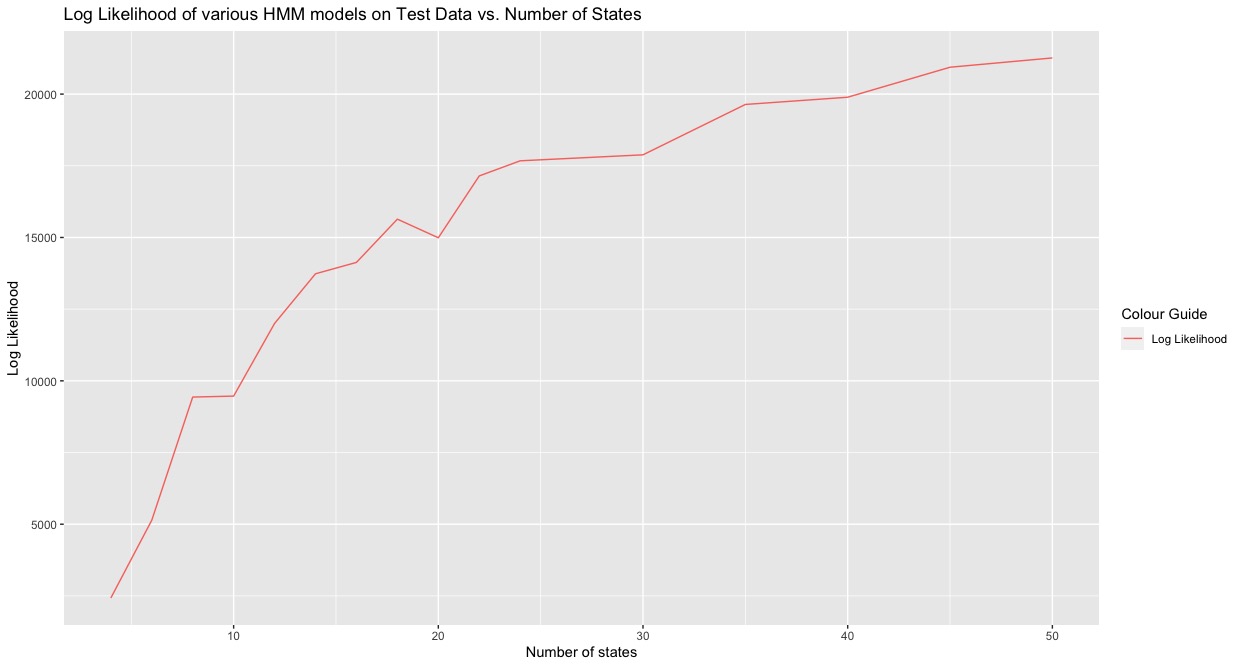 Log Likelihood of various HMM models on Test Data vs. Number of States
Log Likelihood
20000
15000
10000
5000
10
20
30
40
50
Number of states
Colour Guide
Log Likelihood